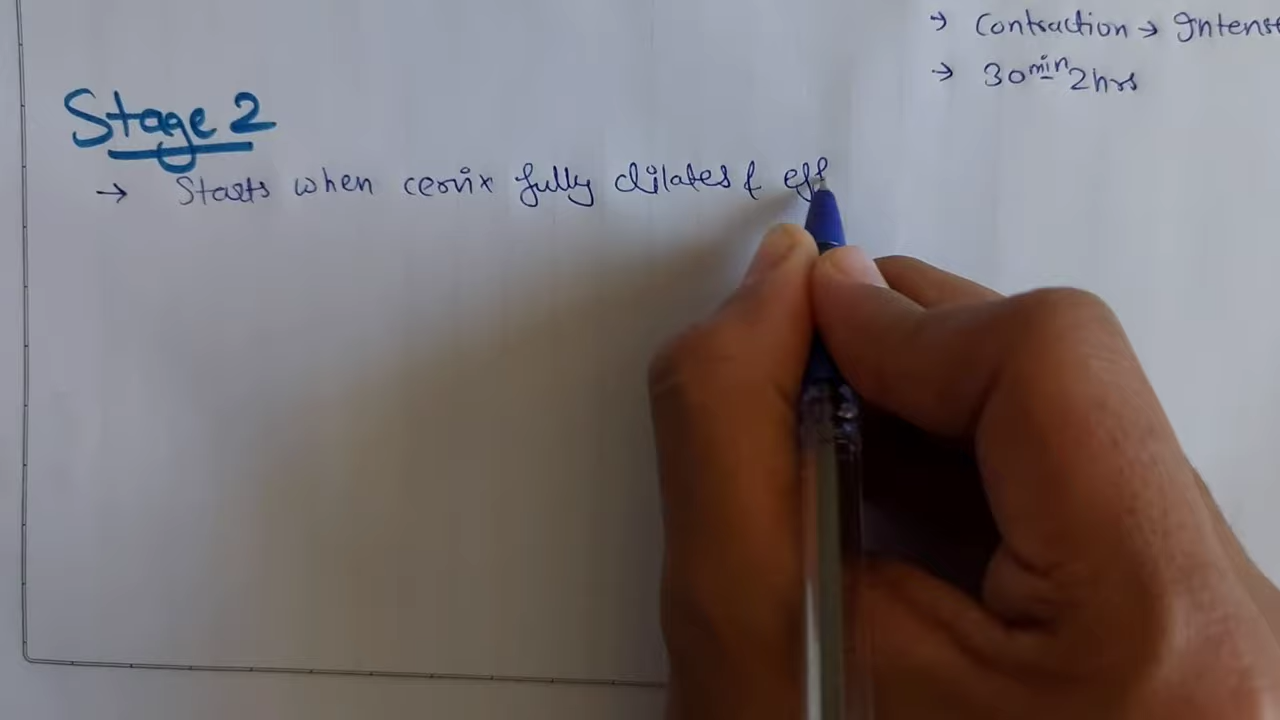 → Contraction → Intens
→ 30min 2hrs
Stage 2
→ Starts when cervix fully dilates & eff